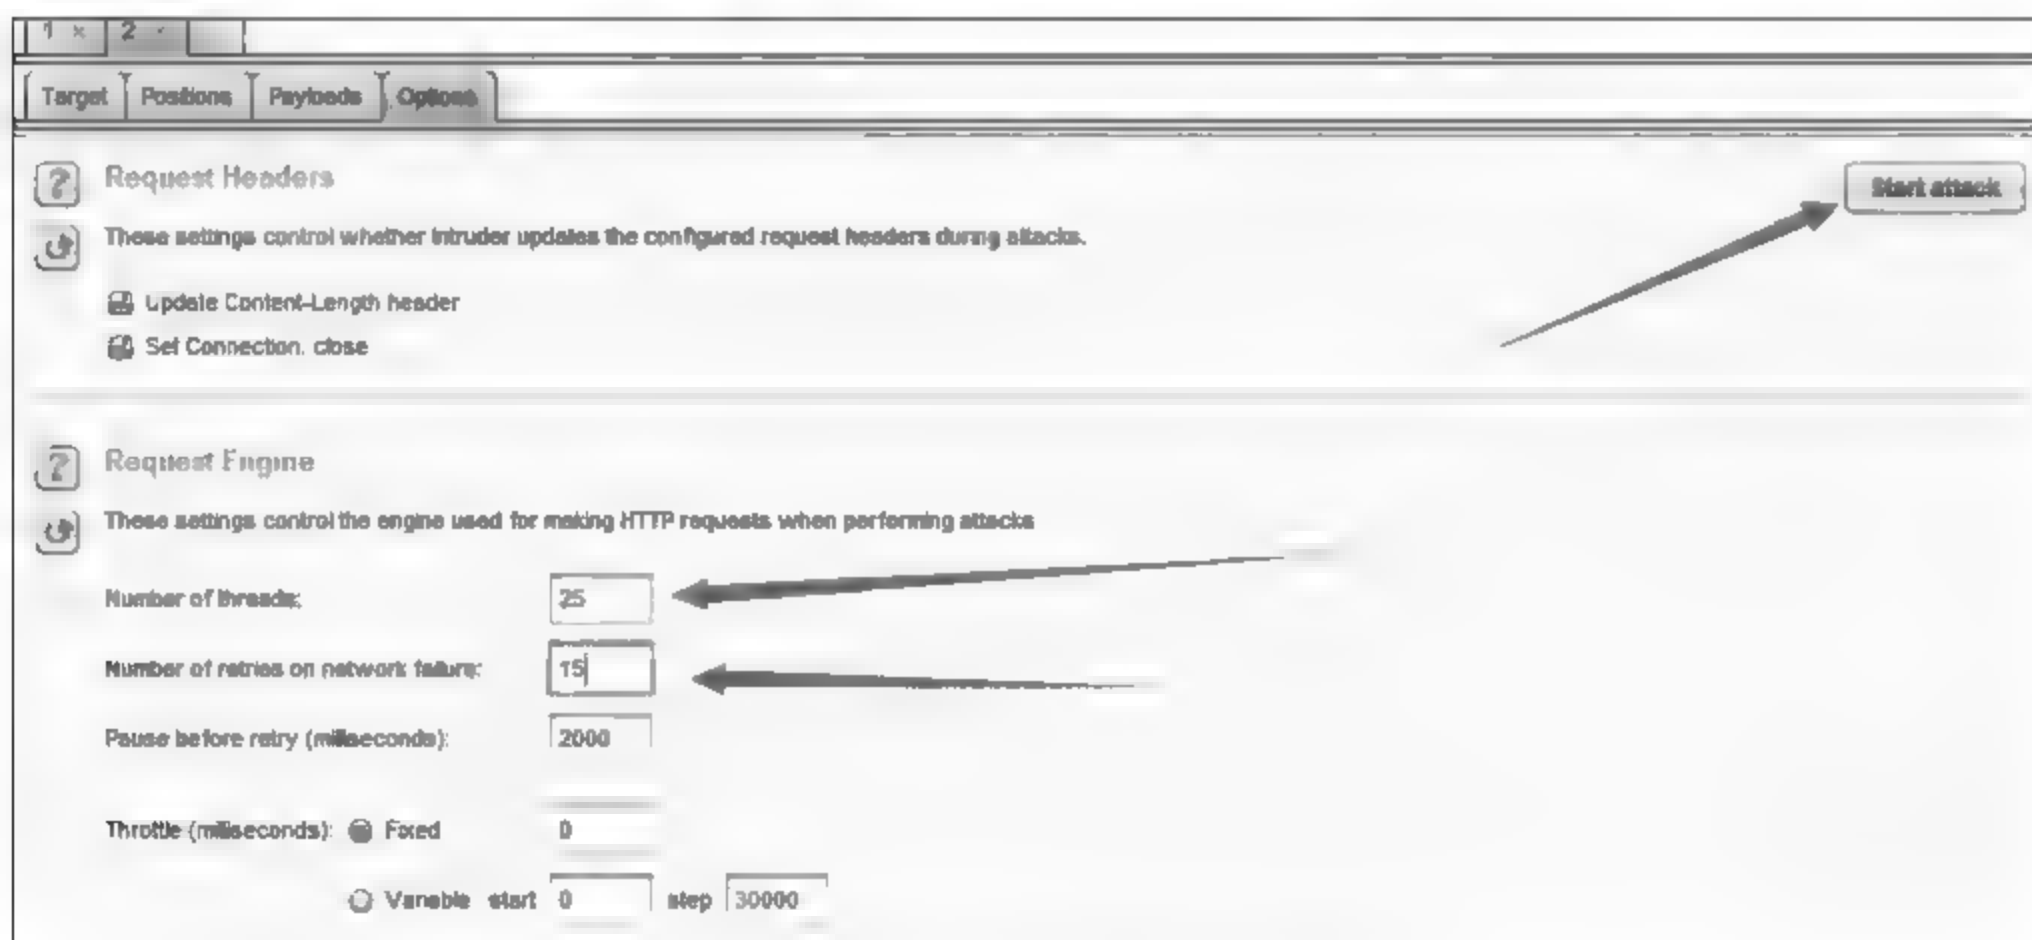 1 × 2 ×
Target Positions Payloads Options
Request Headers
Start attack
These settings control whether Intruder updates the configured request headers during attacks.
Update Content-Length header
Set Connection: close
Request Engine
These settings control the engine used for making HTTP requests when performing attacks
Number of threads: 25
Number of retries on network failure: 15
Pause before retry (milliseconds): 2000
Throttle (milliseconds): Fixed 0
Variable start 0 step 30000